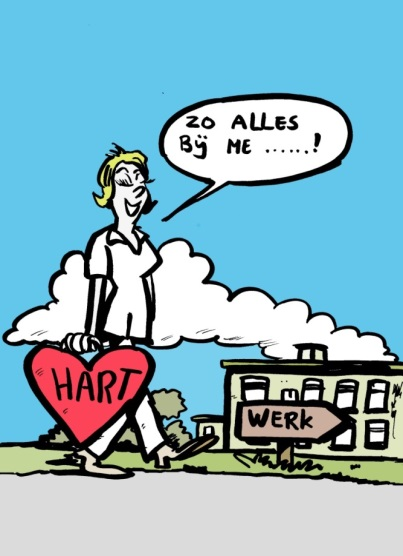 ZO ALLES
BIJ ME ......!
HART
WERK